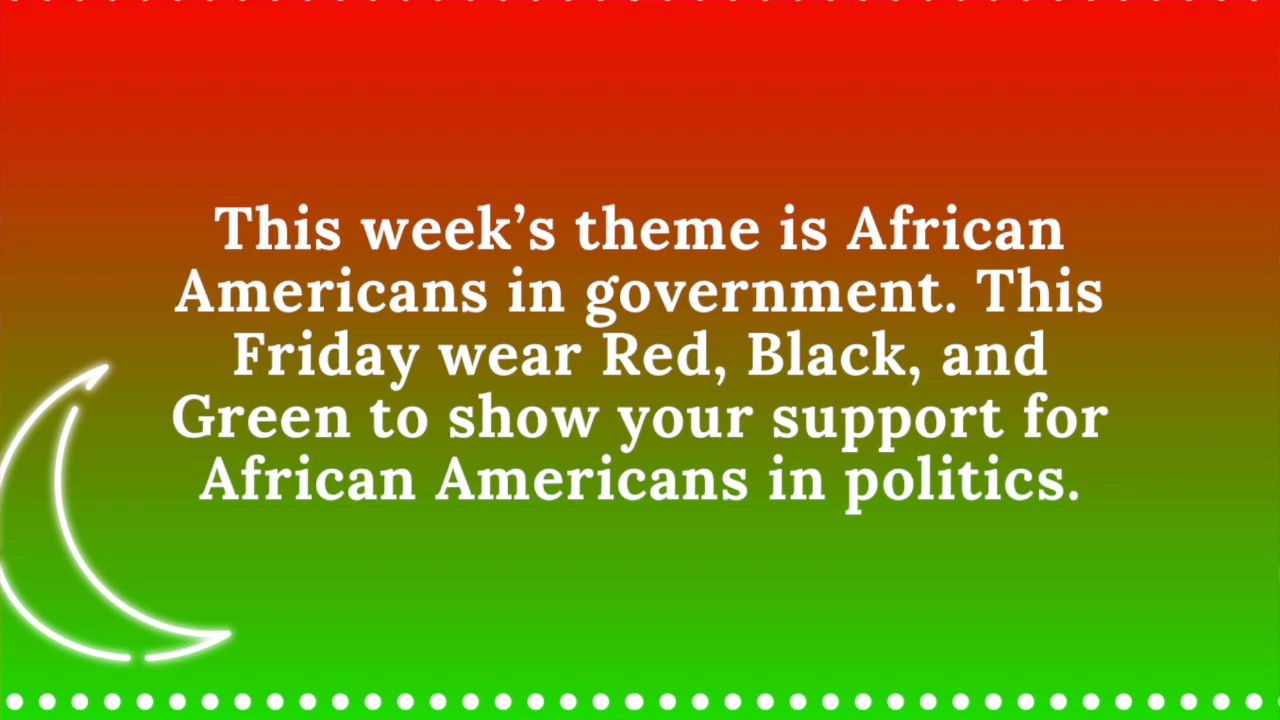 This week’s theme is African
Americans in government. This
Friday wear Red, Black, and
Green to show your support for
African Americans in politics.